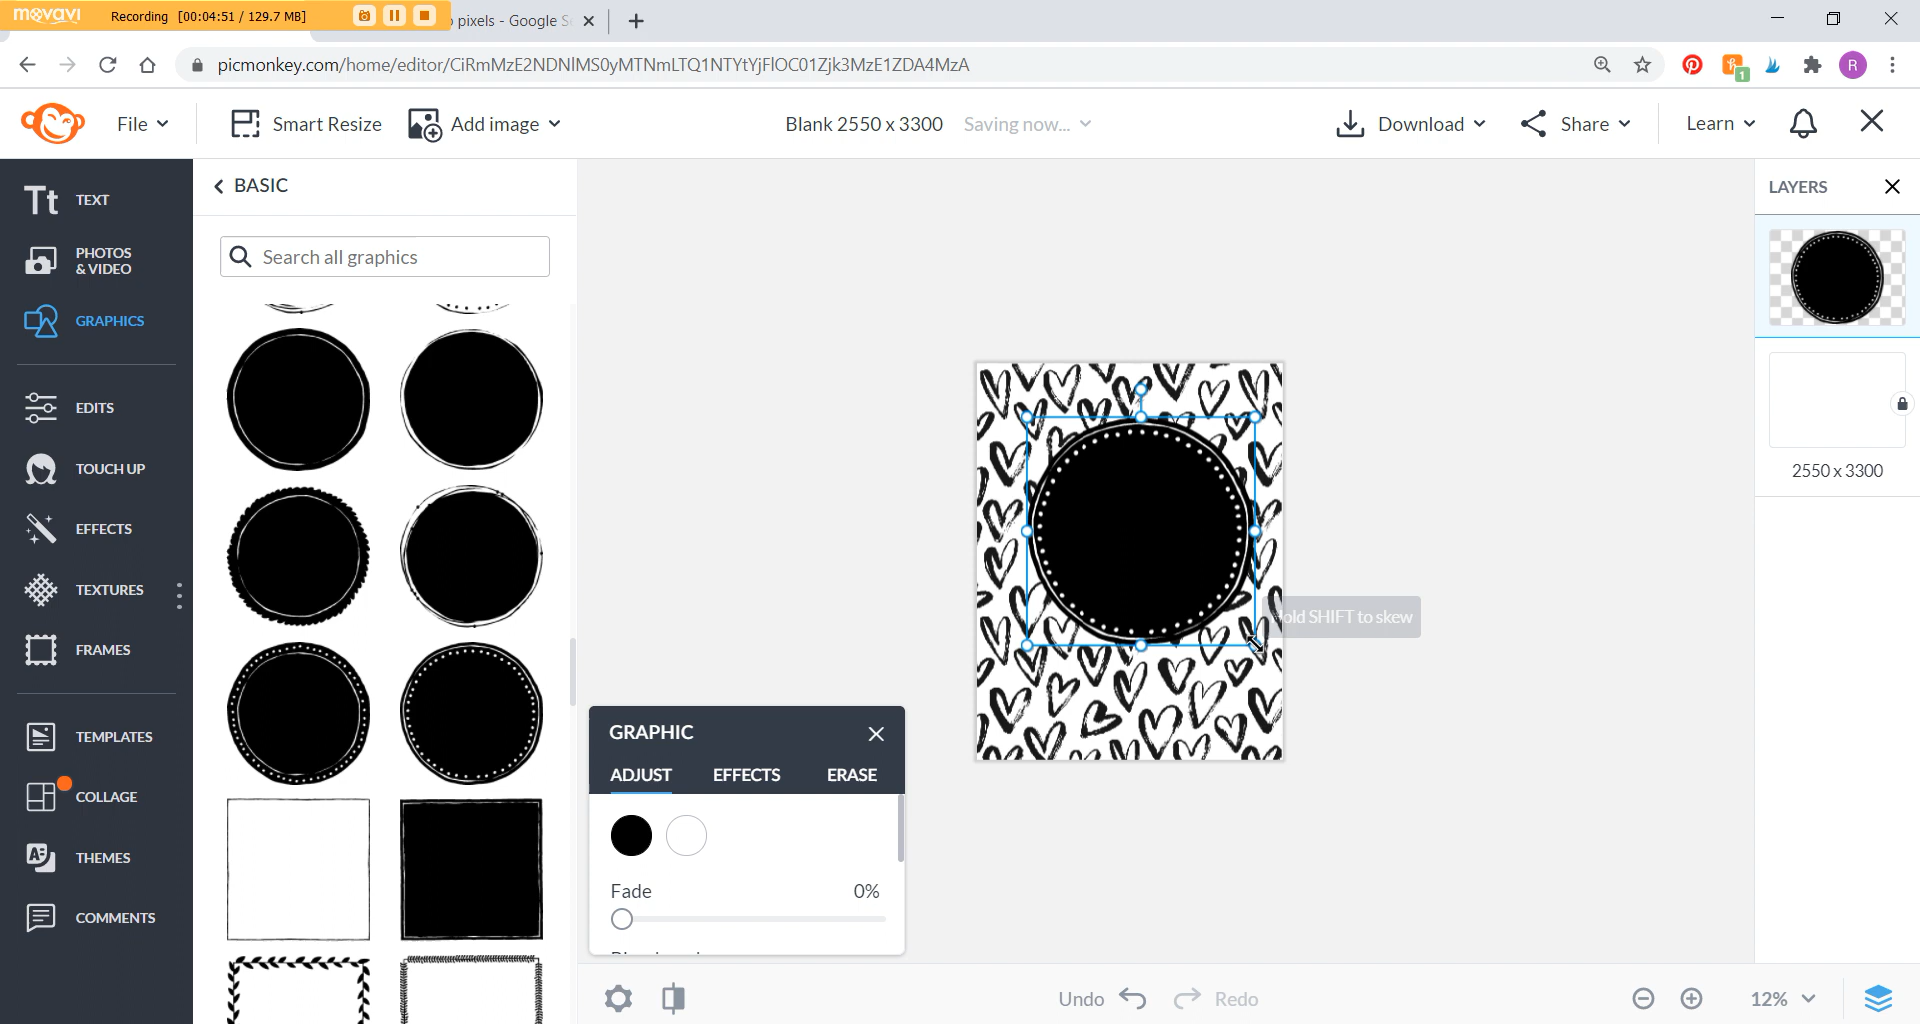 movavi Recording [00:04:51 / 129.7 MB]
pixels - Google S
picmonkey.com/home/editor/CiRmMzE2NDNlMS0yMTNmLTQ1NTYtYjFlOC01Zjk3MzE1ZDA4MzA
R
1
File
Smart Resize
Add image
Blank 2550 x 3300
Saving now...
Download
Share
Learn
Tt TEXT
PHOTOS
& VIDEO
GRAPHICS
EDITS
TOUCH UP
EFFECTS
TEXTURES
FRAMES
TEMPLATES
COLLAGE
THEMES
COMMENTS
BASIC
Search all graphics
old SHIFT to skew
GRAPHIC
ADJUST EFFECTS ERASE
Fade 0%
LAYERS
2550 x 3300
Undo
Redo
12%